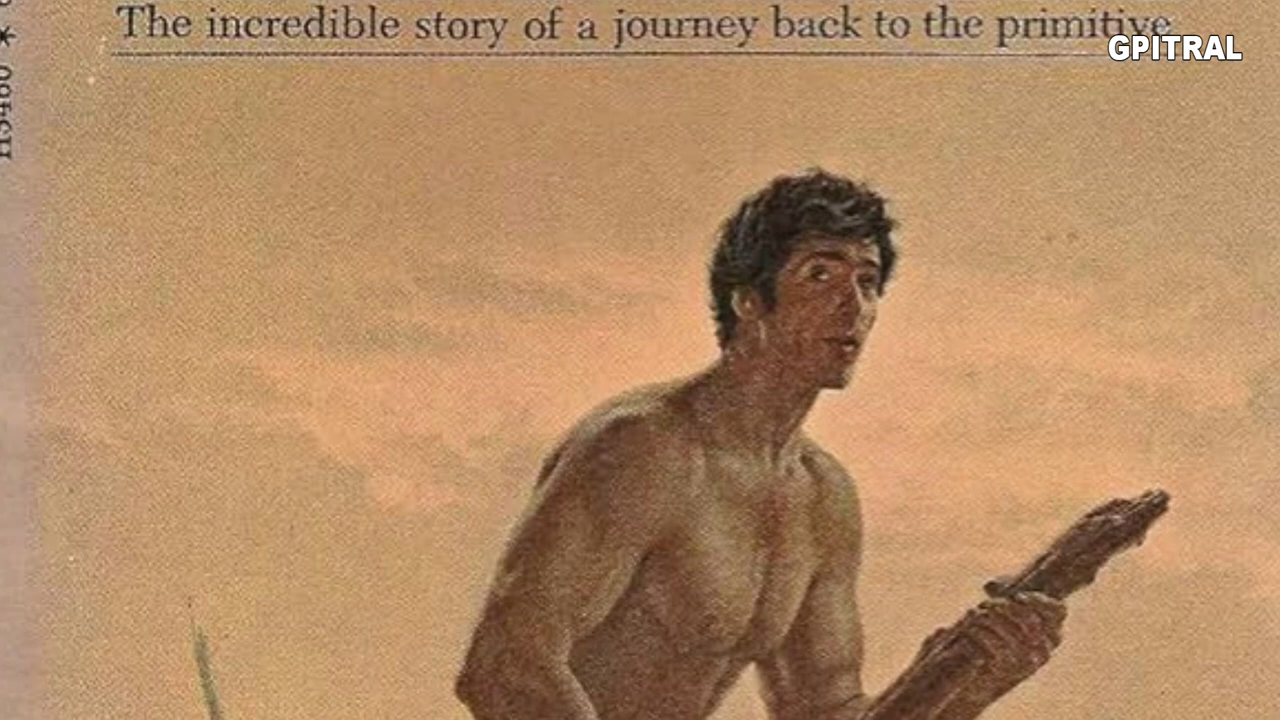 The incredible story of a journey back to the primitive
GPITRAL